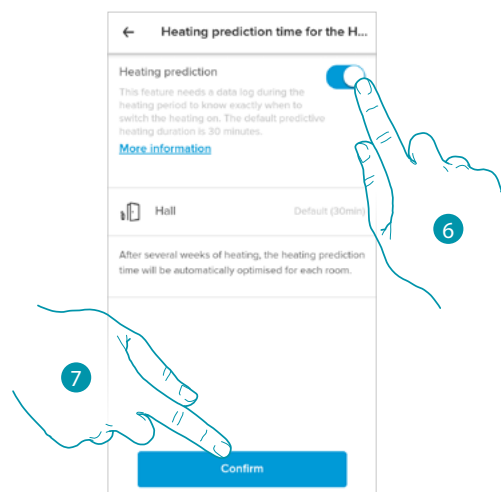 Heating prediction time for the H...
Heating prediction
This feature needs a data log during the
heating period to know exactly when to
switch the heating on. The default predictive
heating duration is 30 minutes.
More information
Hall Default (30min)
6
After several weeks of heating, the heating prediction
time will be automatically optimised for each room.
7
Confirm